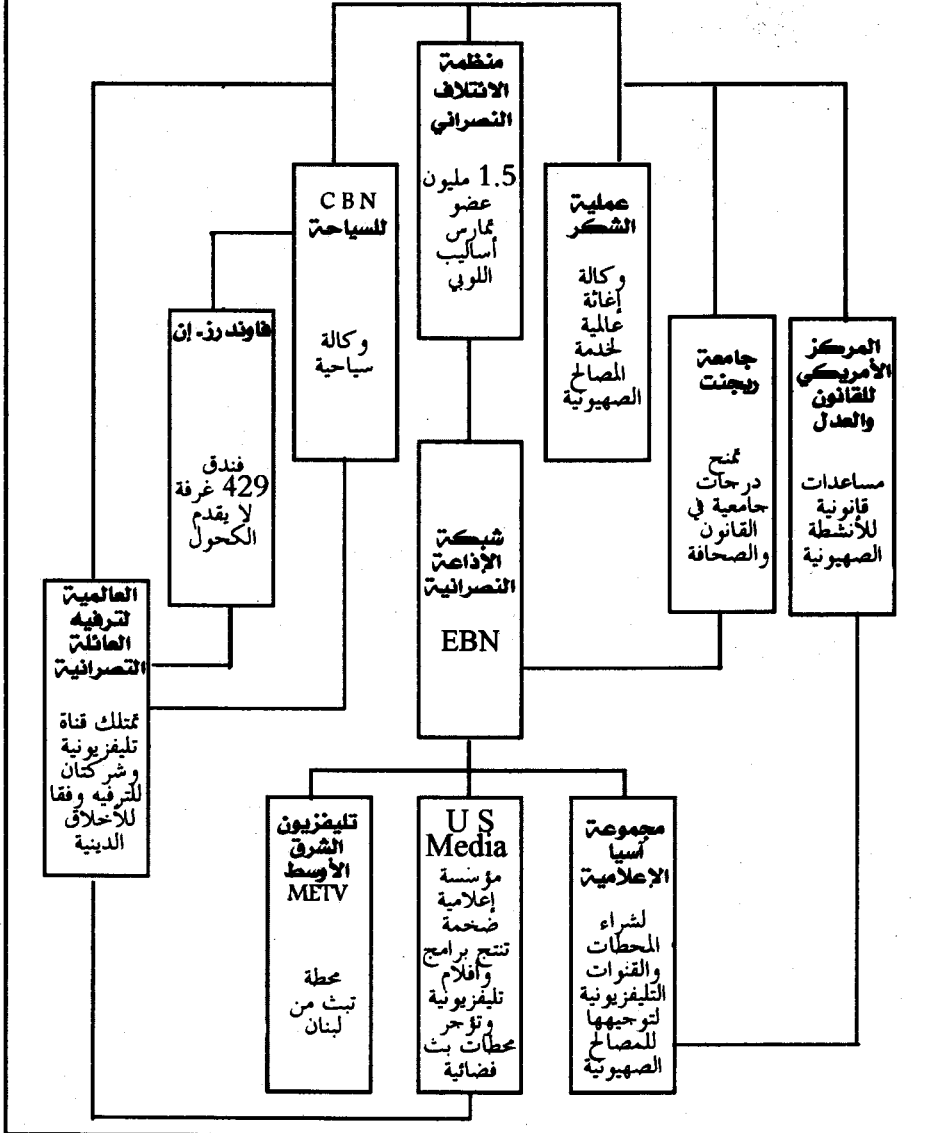 منظمة
الائتلاف
النصراني
1.5 مليون
عضو
تمارس
أساليب
اللوبي
عملية
الشكر
وكالة
إغاثة
عالمية
لخدمة
المصالح
الصهيونية
CBN
للسياحة
وكالة
سياحية
المركز
الأمريكي
للقانون
والعدل
مساعدات
قانونية
للأنشطة
الصهيونية
جامعة
ريجنت
تمنح
درجات
جامعية في
القانون
والصحافة
فاوندرز-إن
فندق
429 غرفة
لا يقدم
الكحول
شبكة
الإذاعة
النصرانية
EBN
العالمية
لترفيه
العائلة
النصرانية
تمتلك قناة
تليفزيونية
وشركتان
للترفيه وفقا
للأخلاق
الدينية
مجموعة
آسيا
الإعلامية
لشراء
المحطات
والقنوات
التليفزيونية
لتوجيهها
للمصالح
الصهيونية
U S
Media
مؤسسة
إعلامية
ضخمة
تنتج برامج
وأفلام
تليفزيونية
وتؤجر
محطات بث
فضائية
تليفزيون
الشرق
الأوسط
METV
محطة
تبث من
لبنان